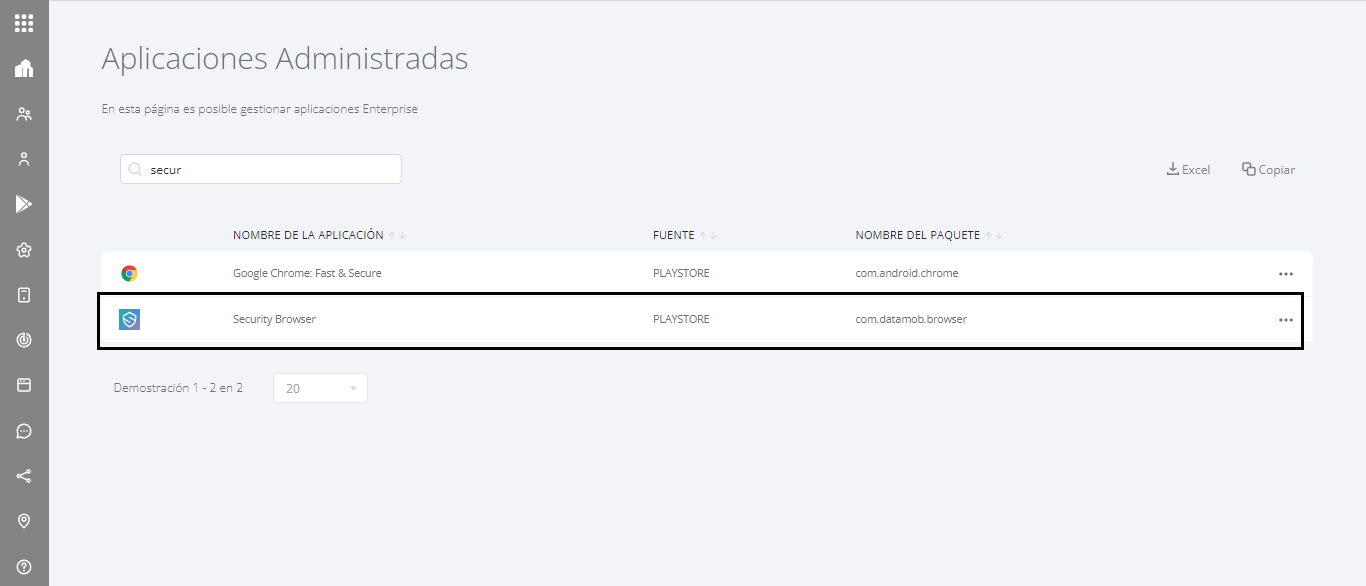 Aplicaciones Administradas
En esta página es posible gestionar aplicaciones Enterprise
secur
Excel
Copiar
NOMBRE DE LA APLICACIÓN FUENTE NOMBRE DEL PAQUETE
Google Chrome: Fast & Secure PLAYSTORE com.android.chrome
Security Browser PLAYSTORE com.datamob.browser
Demostración 1 - 2 en 2 20